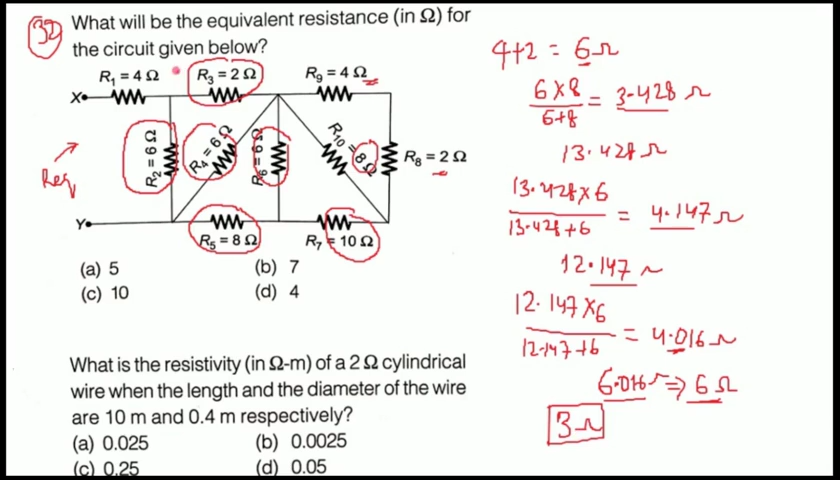 32
What will be the equivalent resistance (in Ω) for
the circuit given below?
R₁ = 4 Ω
R₃ = 2 Ω
R₉ = 4 Ω
X
R₂ = 6 Ω
R₄ = 6 Ω
R₆ = 6 Ω
R₁₀ = 8 Ω
R₈ = 2 Ω
Req
Y
R₅ = 8 Ω
R₇ = 10 Ω
(a) 5 (b) 7
(c) 10 (d) 4
What is the resistivity (in Ω-m) of a 2 Ω cylindrical
wire when the length and the diameter of the wire
are 10 m and 0.4 m respectively?
(a) 0.025 (b) 0.0025
(c) 0.25 (d) 0.05
4+2 = 6Ω
6×8
6+8
= 3.428 Ω
13.428 Ω
13.428×6
13.428+6
= 4.147 Ω
12.147 Ω
12.147×6
12.147+6
= 4.016 Ω
6.016 Ω ⇒ 6 Ω
3 Ω